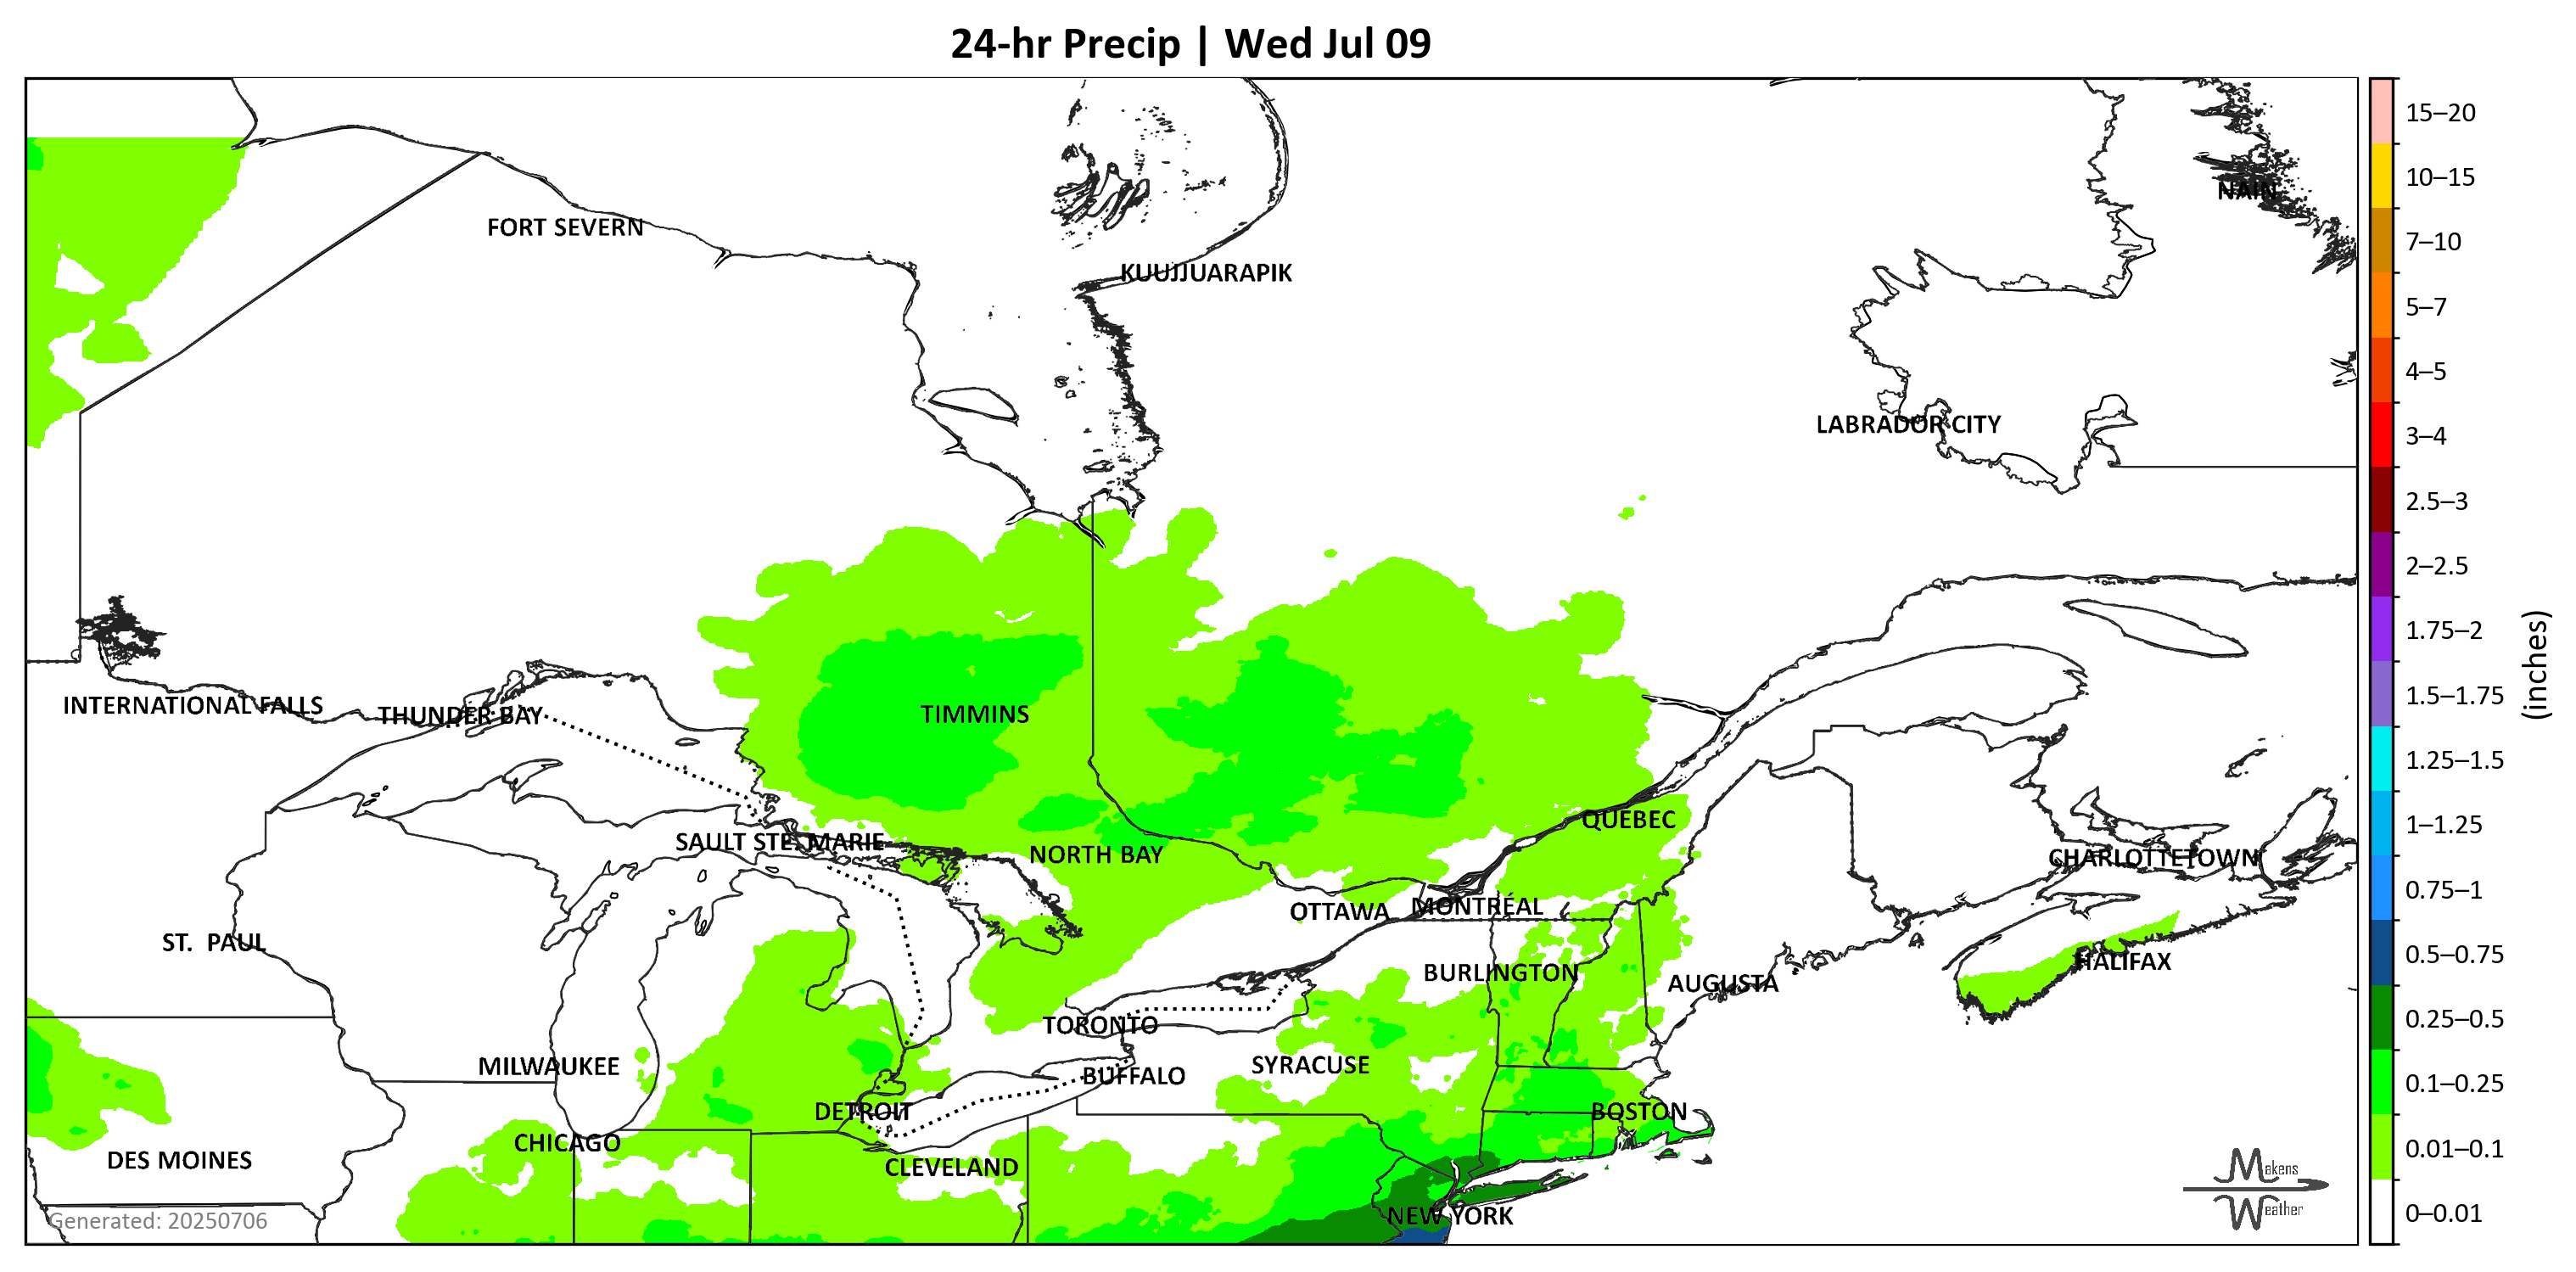 24-hr Precip | Wed Jul 09
NAIN
FORT SEVERN
KUUJJUARAPIK
LABRADOR CITY
INTERNATIONAL FALLS
THUNDER BAY
TIMMINS
QUÉBEC
SAULT STE. MARIE
NORTH BAY
CHARLOTTETOWN
OTTAWA
MONTRÉAL
ST. PAUL
HALIFAX
BURLINGTON
AUGUSTA
TORONTO
MILWAUKEE
SYRACUSE
BUFFALO
DETROIT
BOSTON
CHICAGO
DES MOINES
CLEVELAND
NEW YORK
Generated: 20250706
Makens
Weather
15–20
10–15
7–10
5–7
4–5
3–4
2.5–3
2–2.5
1.75–2
1.5–1.75
1.25–1.5
1–1.25
0.75–1
0.5–0.75
0.25–0.5
0.1–0.25
0.01–0.1
0–0.01
(inches)